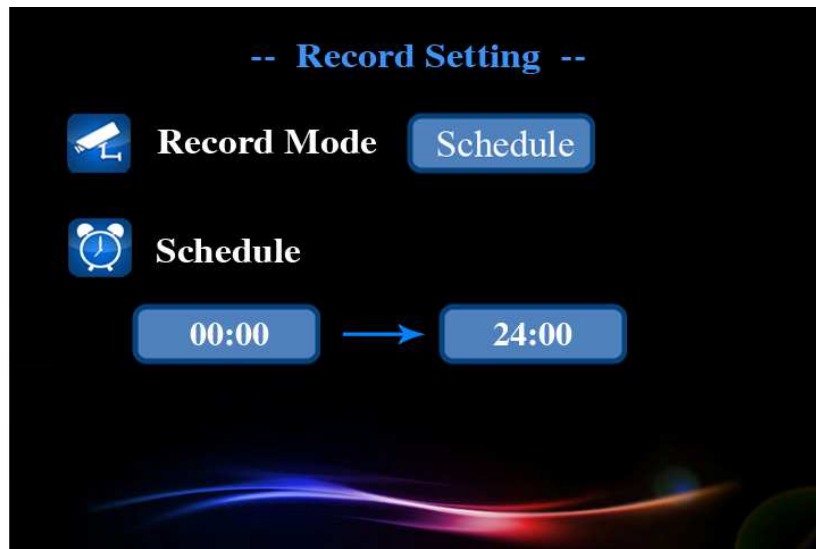 -- Record Setting --
Record Mode Schedule
Schedule
00:00 24:00